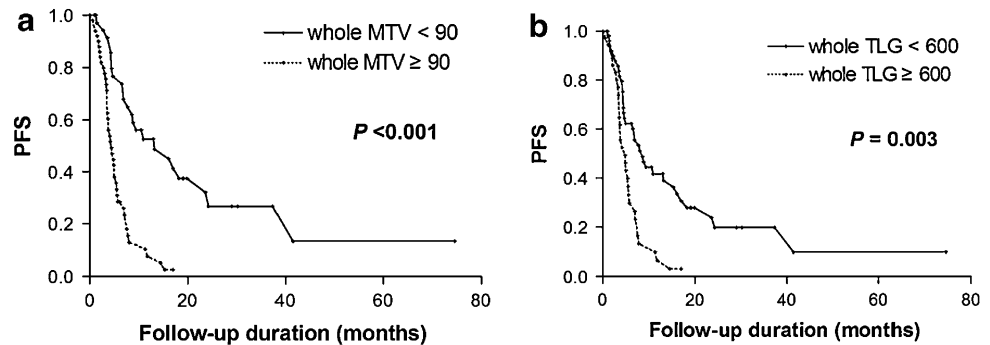 a
1.0
0.8
0.6
0.4
0.2
0.0
PFS
whole MTV < 90
whole MTV ≥ 90
P <0.001
0 20 40 60 80
Follow-up duration (months)
b
1.0
0.8
0.6
0.4
0.2
0.0
PFS
whole TLG < 600
whole TLG ≥ 600
P = 0.003
0 20 40 60 80
Follow-up duration (months)